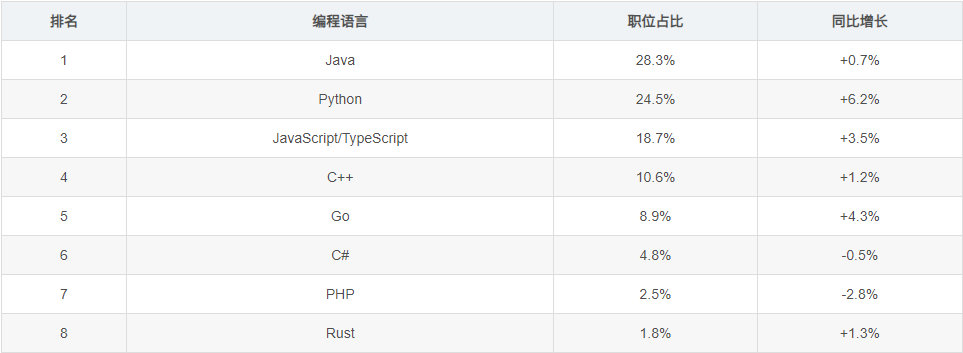 排名 编程语言 职位占比 同比增长
1 Java 28.3% +0.7%
2 Python 24.5% +6.2%
3 JavaScript/TypeScript 18.7% +3.5%
4 C++ 10.6% +1.2%
5 Go 8.9% +4.3%
6 C# 4.8% -0.5%
7 PHP 2.5% -2.8%
8 Rust 1.8% +1.3%